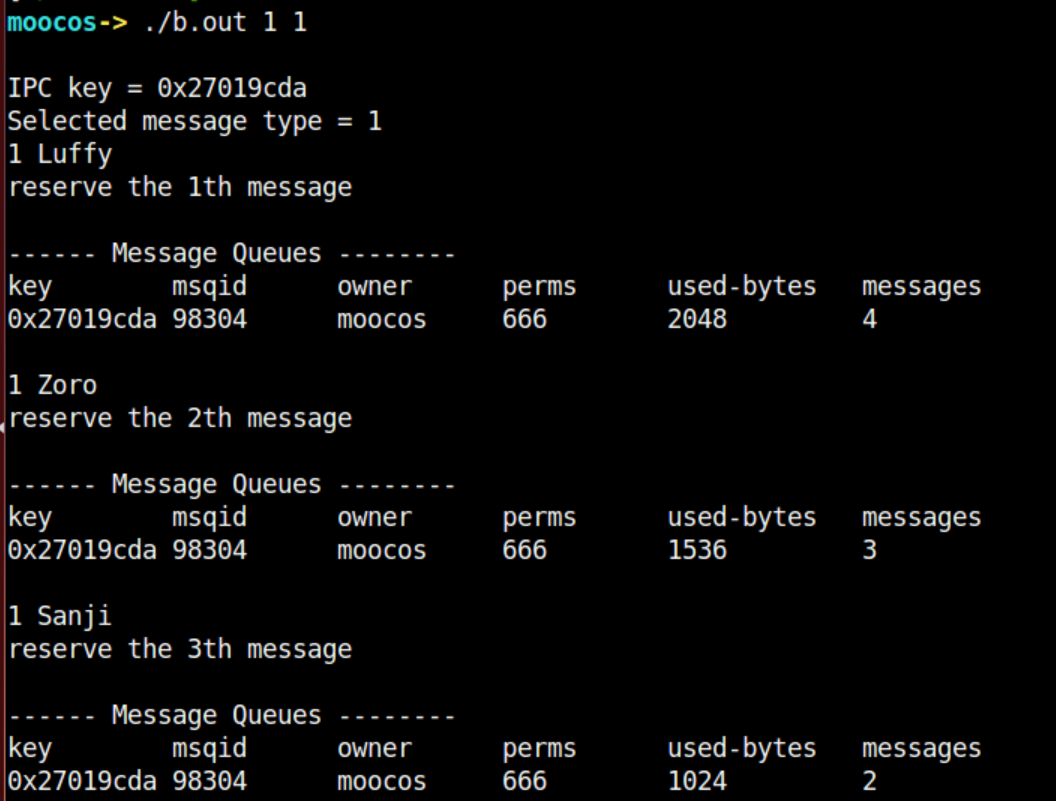 moocos-> ./b.out 1 1
IPC key = 0x27019cda
Selected message type = 1
1 Luffy
reserve the 1th message
------ Message Queues --------
key        msqid      owner      perms      used-bytes   messages
0x27019cda 98304      moocos     666        2048         4
1 Zoro
reserve the 2th message
------ Message Queues --------
key        msqid      owner      perms      used-bytes   messages
0x27019cda 98304      moocos     666        1536         3
1 Sanji
reserve the 3th message
------ Message Queues --------
key        msqid      owner      perms      used-bytes   messages
0x27019cda 98304      moocos     666        1024         2